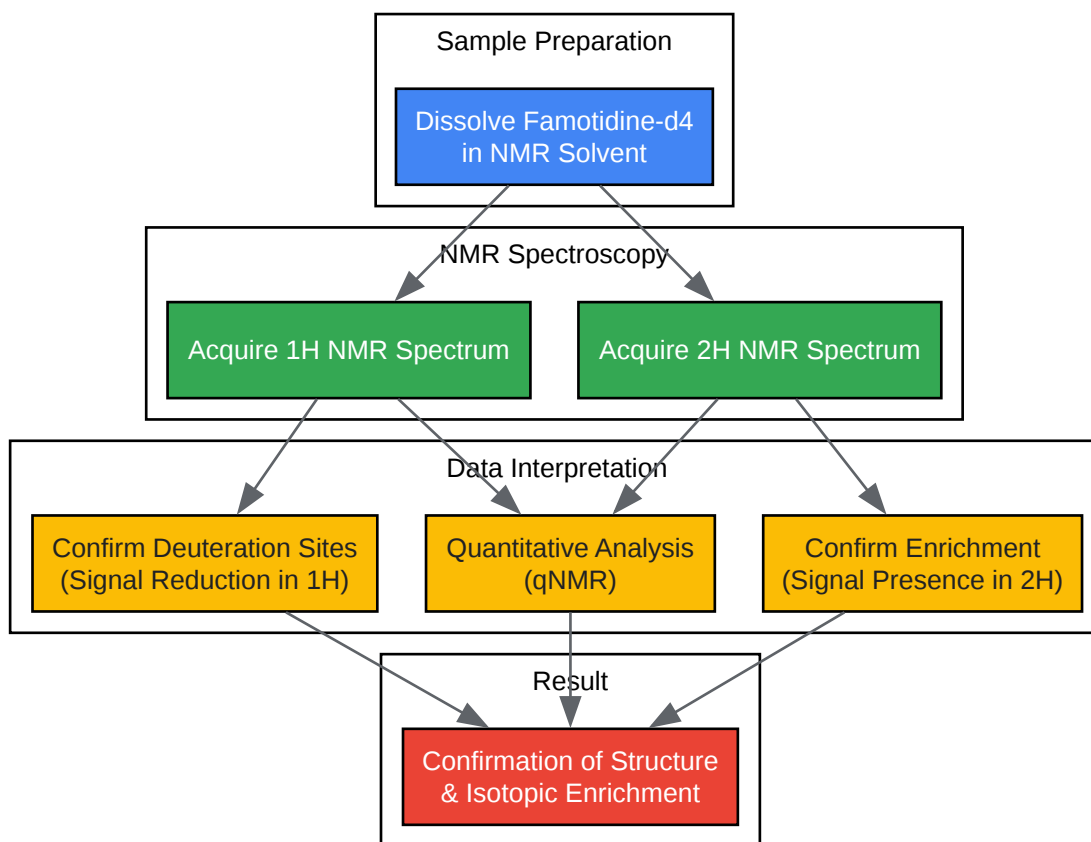 Sample Preparation
Dissolve Famotidine-d4
in NMR Solvent
NMR Spectroscopy
Acquire 1H NMR Spectrum
Acquire 2H NMR Spectrum
Data Interpretation
Confirm Deuteration Sites
(Signal Reduction in 1H)
Quantitative Analysis
(qNMR)
Confirm Enrichment
(Signal Presence in 2H)
Result
Confirmation of Structure
& Isotopic Enrichment